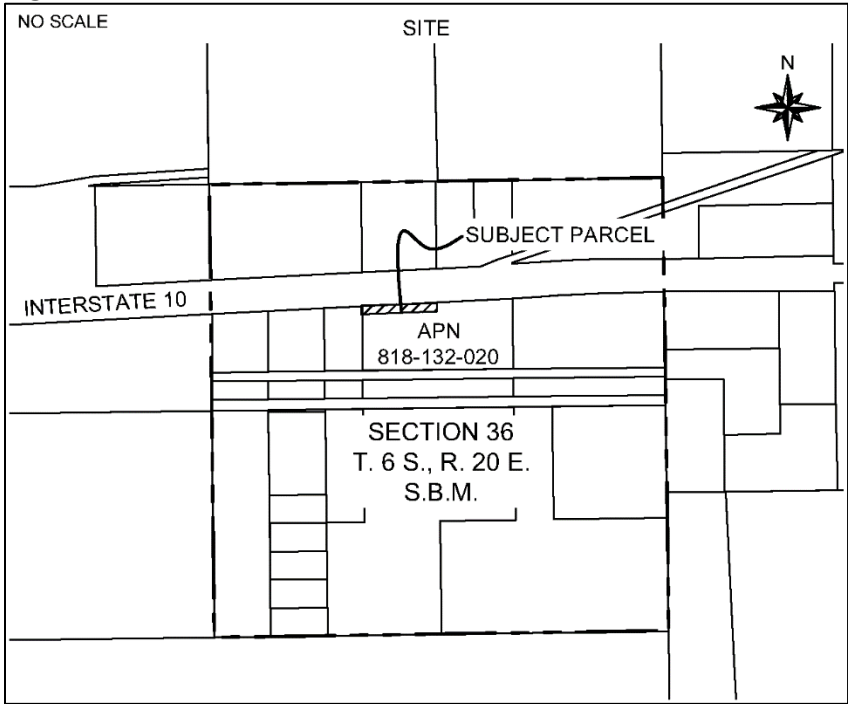 NO SCALE
SITE
N
SUBJECT PARCEL
INTERSTATE 10
APN
818-132-020
SECTION 36
T. 6 S., R. 20 E.
S.B.M.